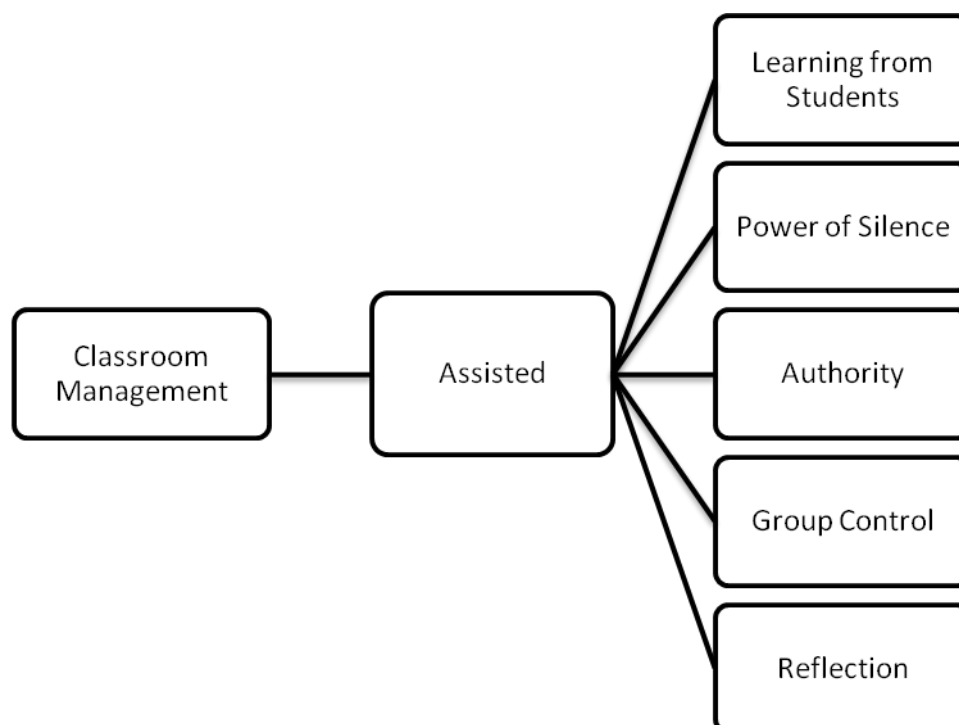 Classroom
Management
Assisted
Learning from
Students
Power of Silence
Authority
Group Control
Reflection